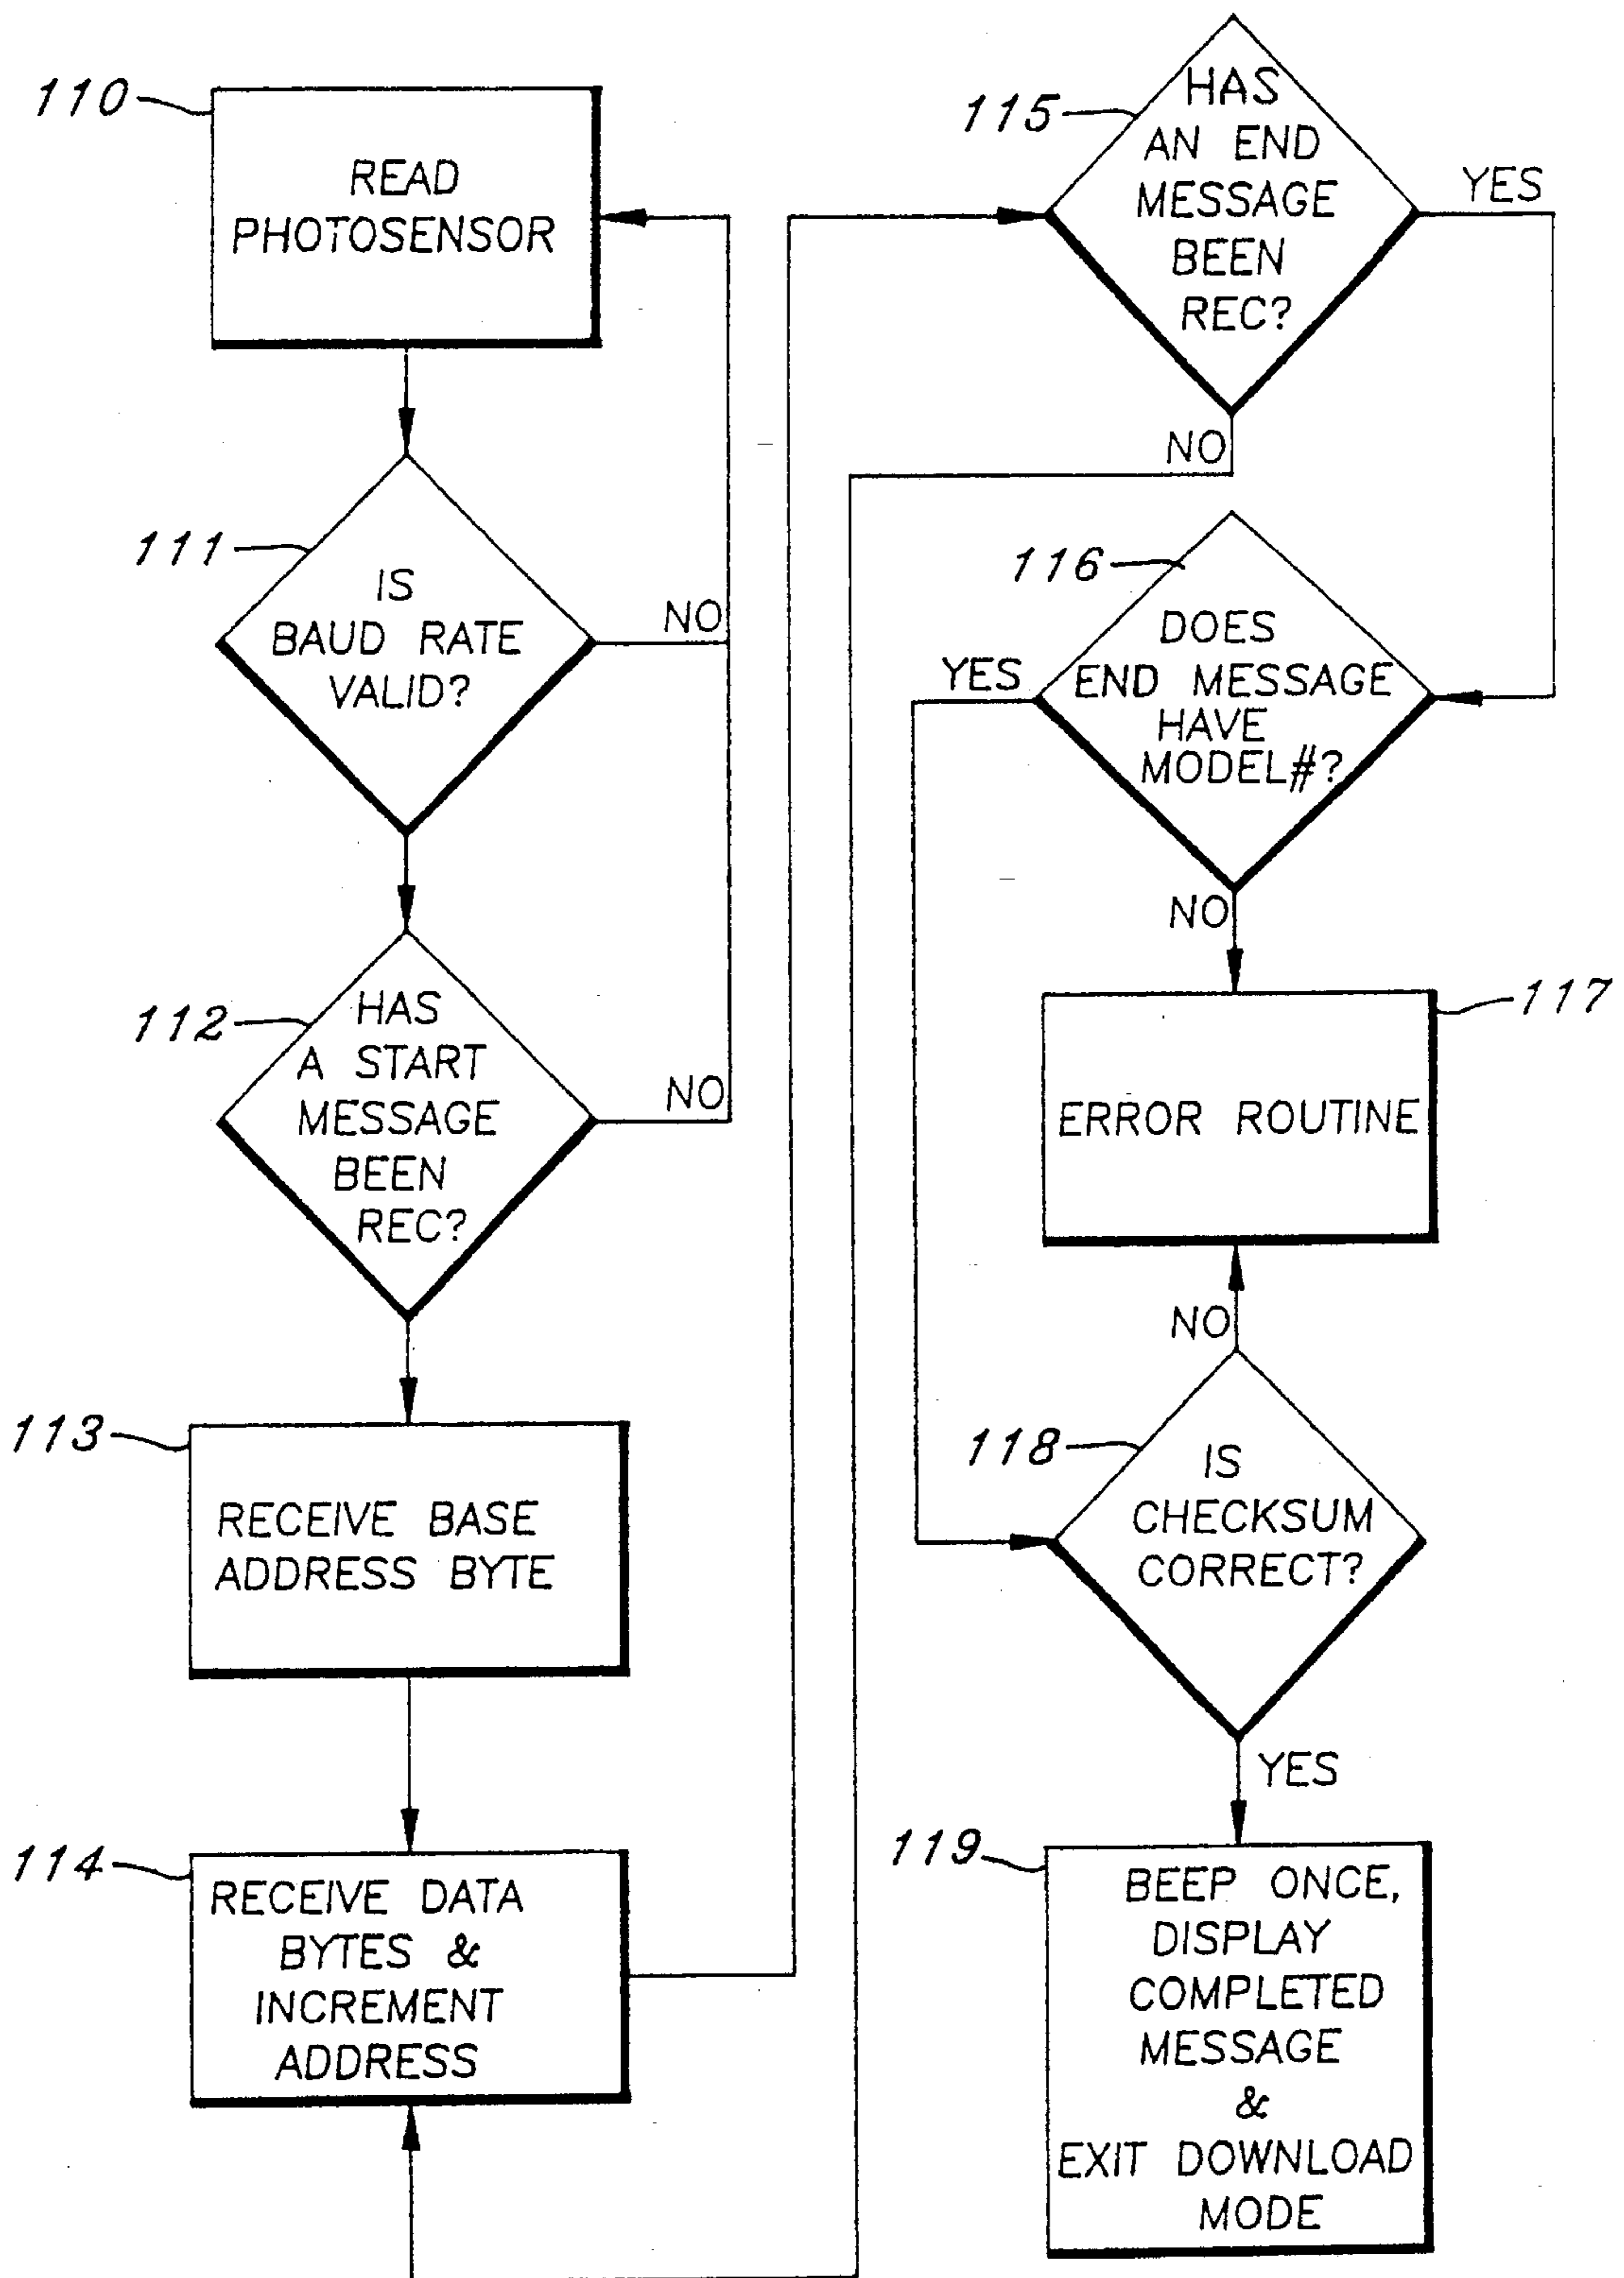 110
READ
PHOTOSENSOR
111
IS
BAUD RATE
VALID?
NO
112
HAS
A START
MESSAGE
BEEN
REC?
NO
113
RECEIVE BASE
ADDRESS BYTE
114
RECEIVE DATA
BYTES &
INCREMENT
ADDRESS
115
HAS
AN END
MESSAGE
BEEN
REC?
YES
NO
116
DOES
END MESSAGE
HAVE
MODEL#?
YES
NO
117
ERROR ROUTINE
NO
118
IS
CHECKSUM
CORRECT?
YES
119
BEEP ONCE,
DISPLAY
COMPLETED
MESSAGE
&
EXIT DOWNLOAD
MODE